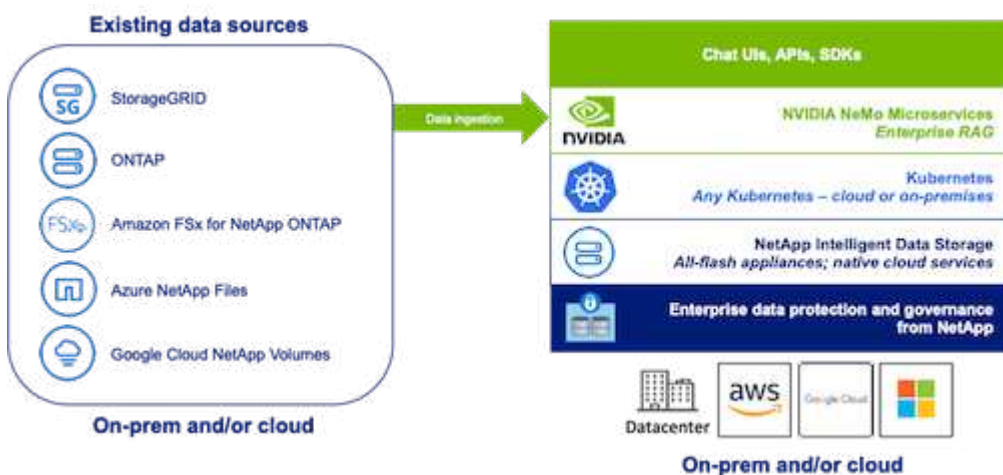 Existing data sources
SG
StorageGRID
ONTAP
FSx
Amazon FSx for NetApp ONTAP
Azure NetApp Files
Google Cloud NetApp Volumes
On-prem and/or cloud
Data ingestion
Chat UIs, APIs, SDKs
NVIDIA
NVIDIA NeMo Microservices
Enterprise RAG
Kubernetes
Any Kubernetes – cloud or on-premises
NetApp Intelligent Data Storage
All-flash appliances; native cloud services
Enterprise data protection and governance
from NetApp
Datacenter
aws
Google Cloud
On-prem and/or cloud